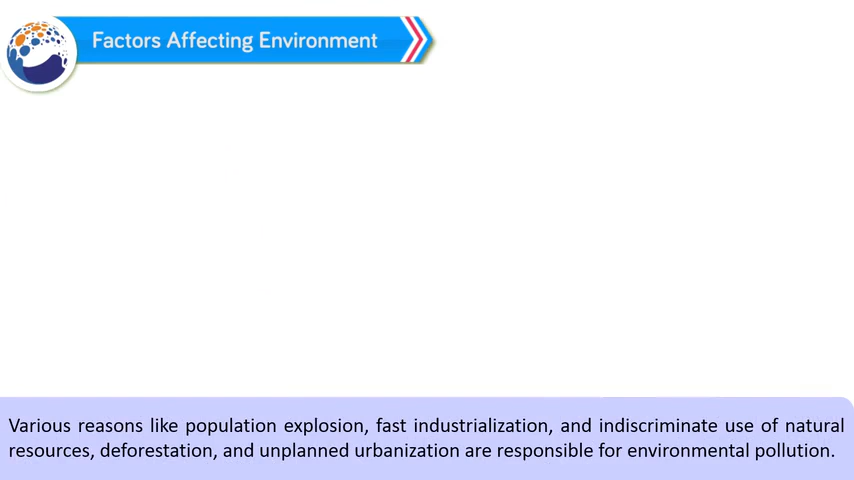 Factors Affecting Environment
Various reasons like population explosion, fast industrialization, and indiscriminate use of natural
resources, deforestation, and unplanned urbanization are responsible for environmental pollution.